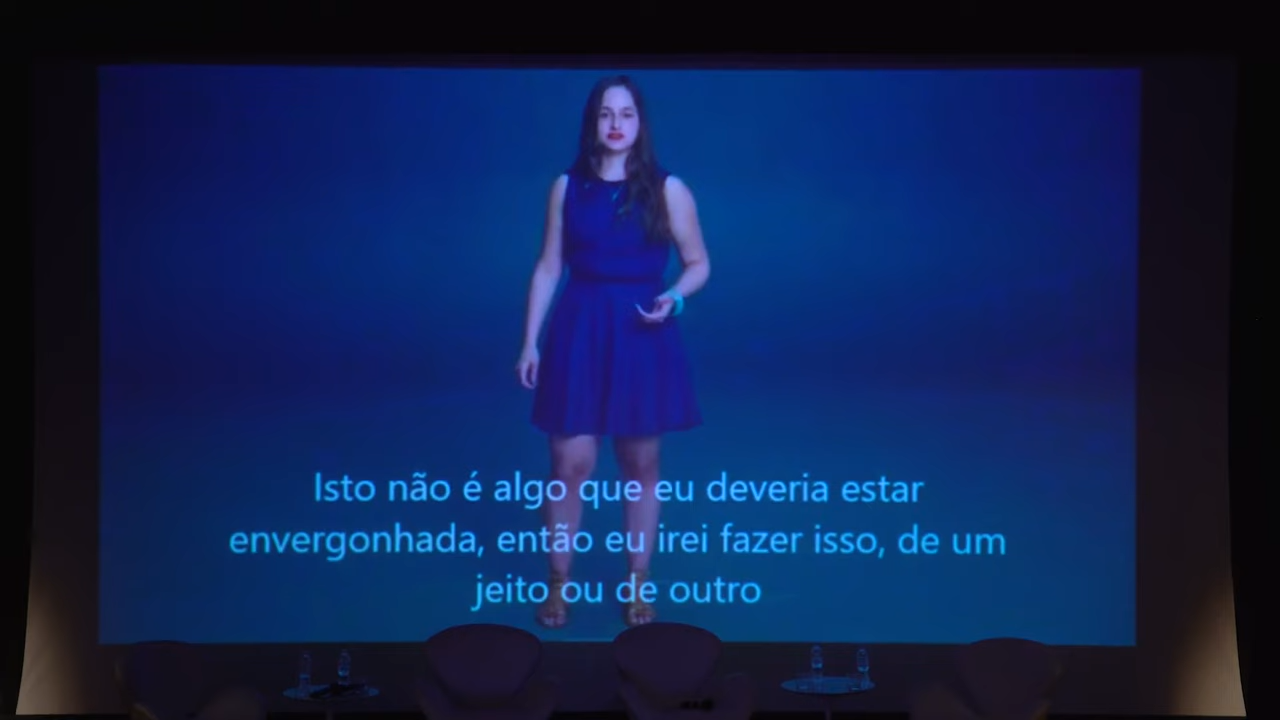 Isto não é algo que eu deveria estar
envergonhada, então eu irei fazer isso, de um
jeito ou de outro